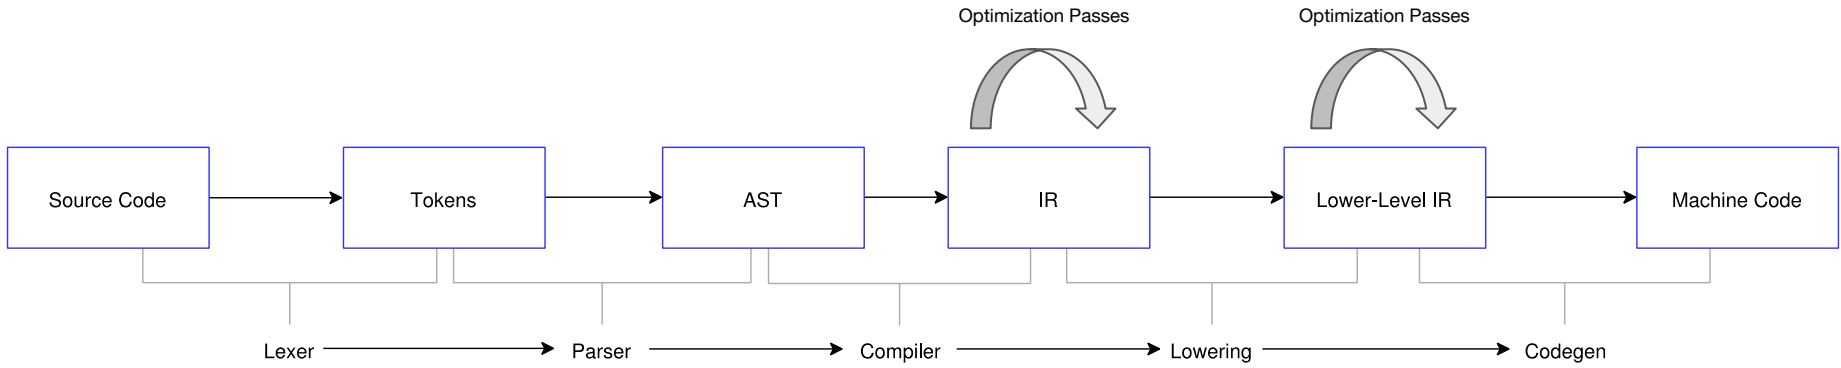 Optimization Passes
Optimization Passes
Source Code
Tokens
AST
IR
Lower-Level IR
Machine Code
Lexer
Parser
Compiler
Lowering
Codegen